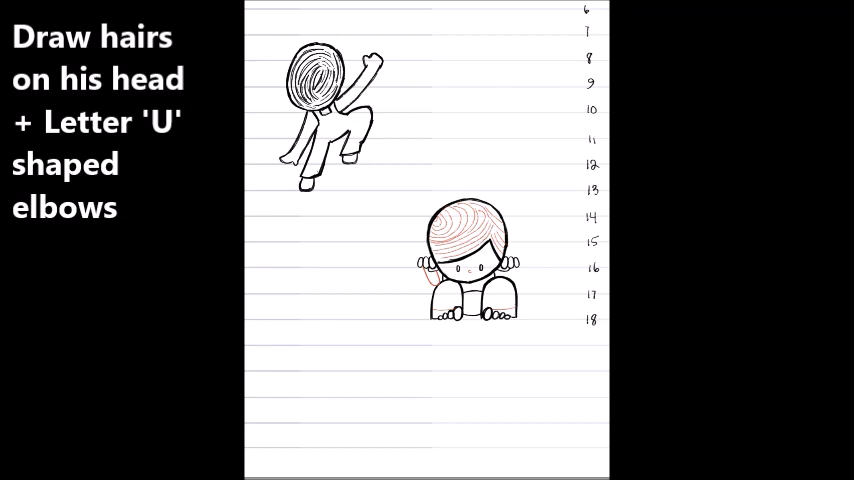 Draw hairs
on his head
+ Letter 'U'
shaped
elbows
6
7
8
9
10
11
12
13
14
15
16
17
18